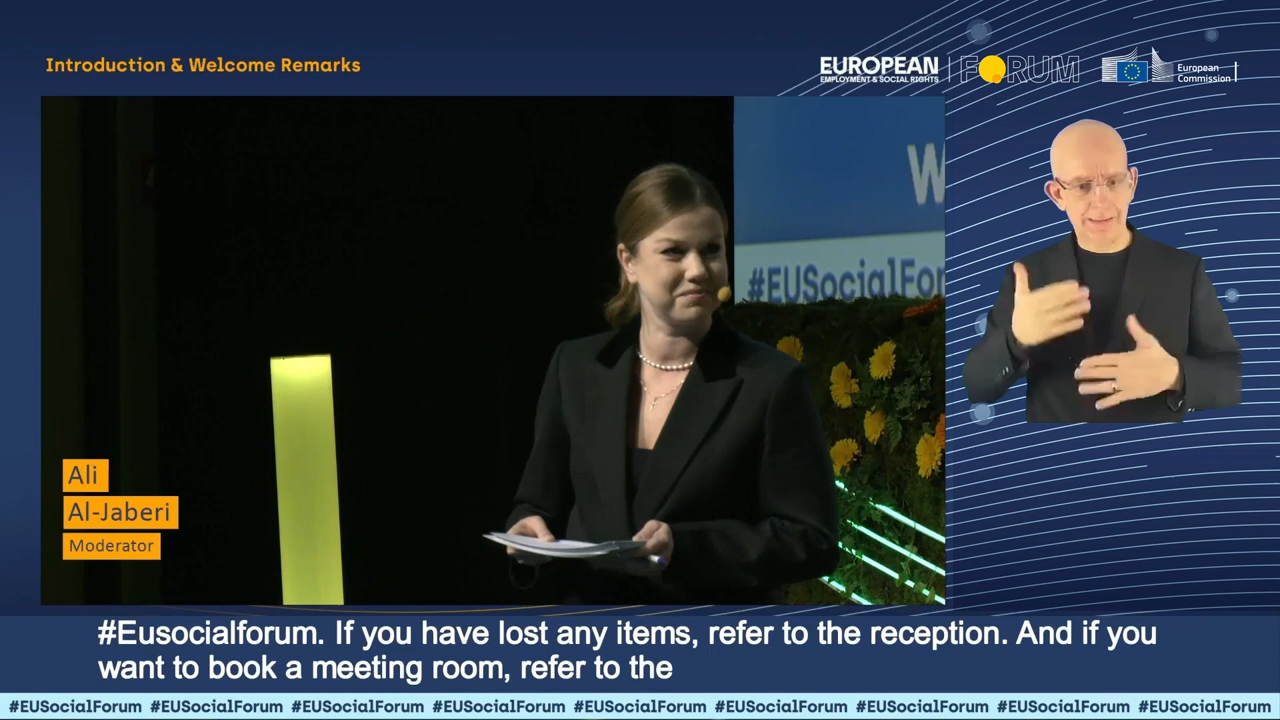 Introduction & Welcome Remarks
EUROPEAN
EMPLOYMENT & SOCIAL RIGHTS
FORUM
European
Commission
W
#EUSocialFor
Ali
Al-Jaberi
Moderator
#Eusocialforum. If you have lost any items, refer to the reception. And if you
want to book a meeting room, refer to the
#EUSocialForum #EUSocialForum #EUSocialForum #EUSocialForum #EUSocialForum #EUSocialForum #EUSocialForum #EUSocialForum #EUSocialForum